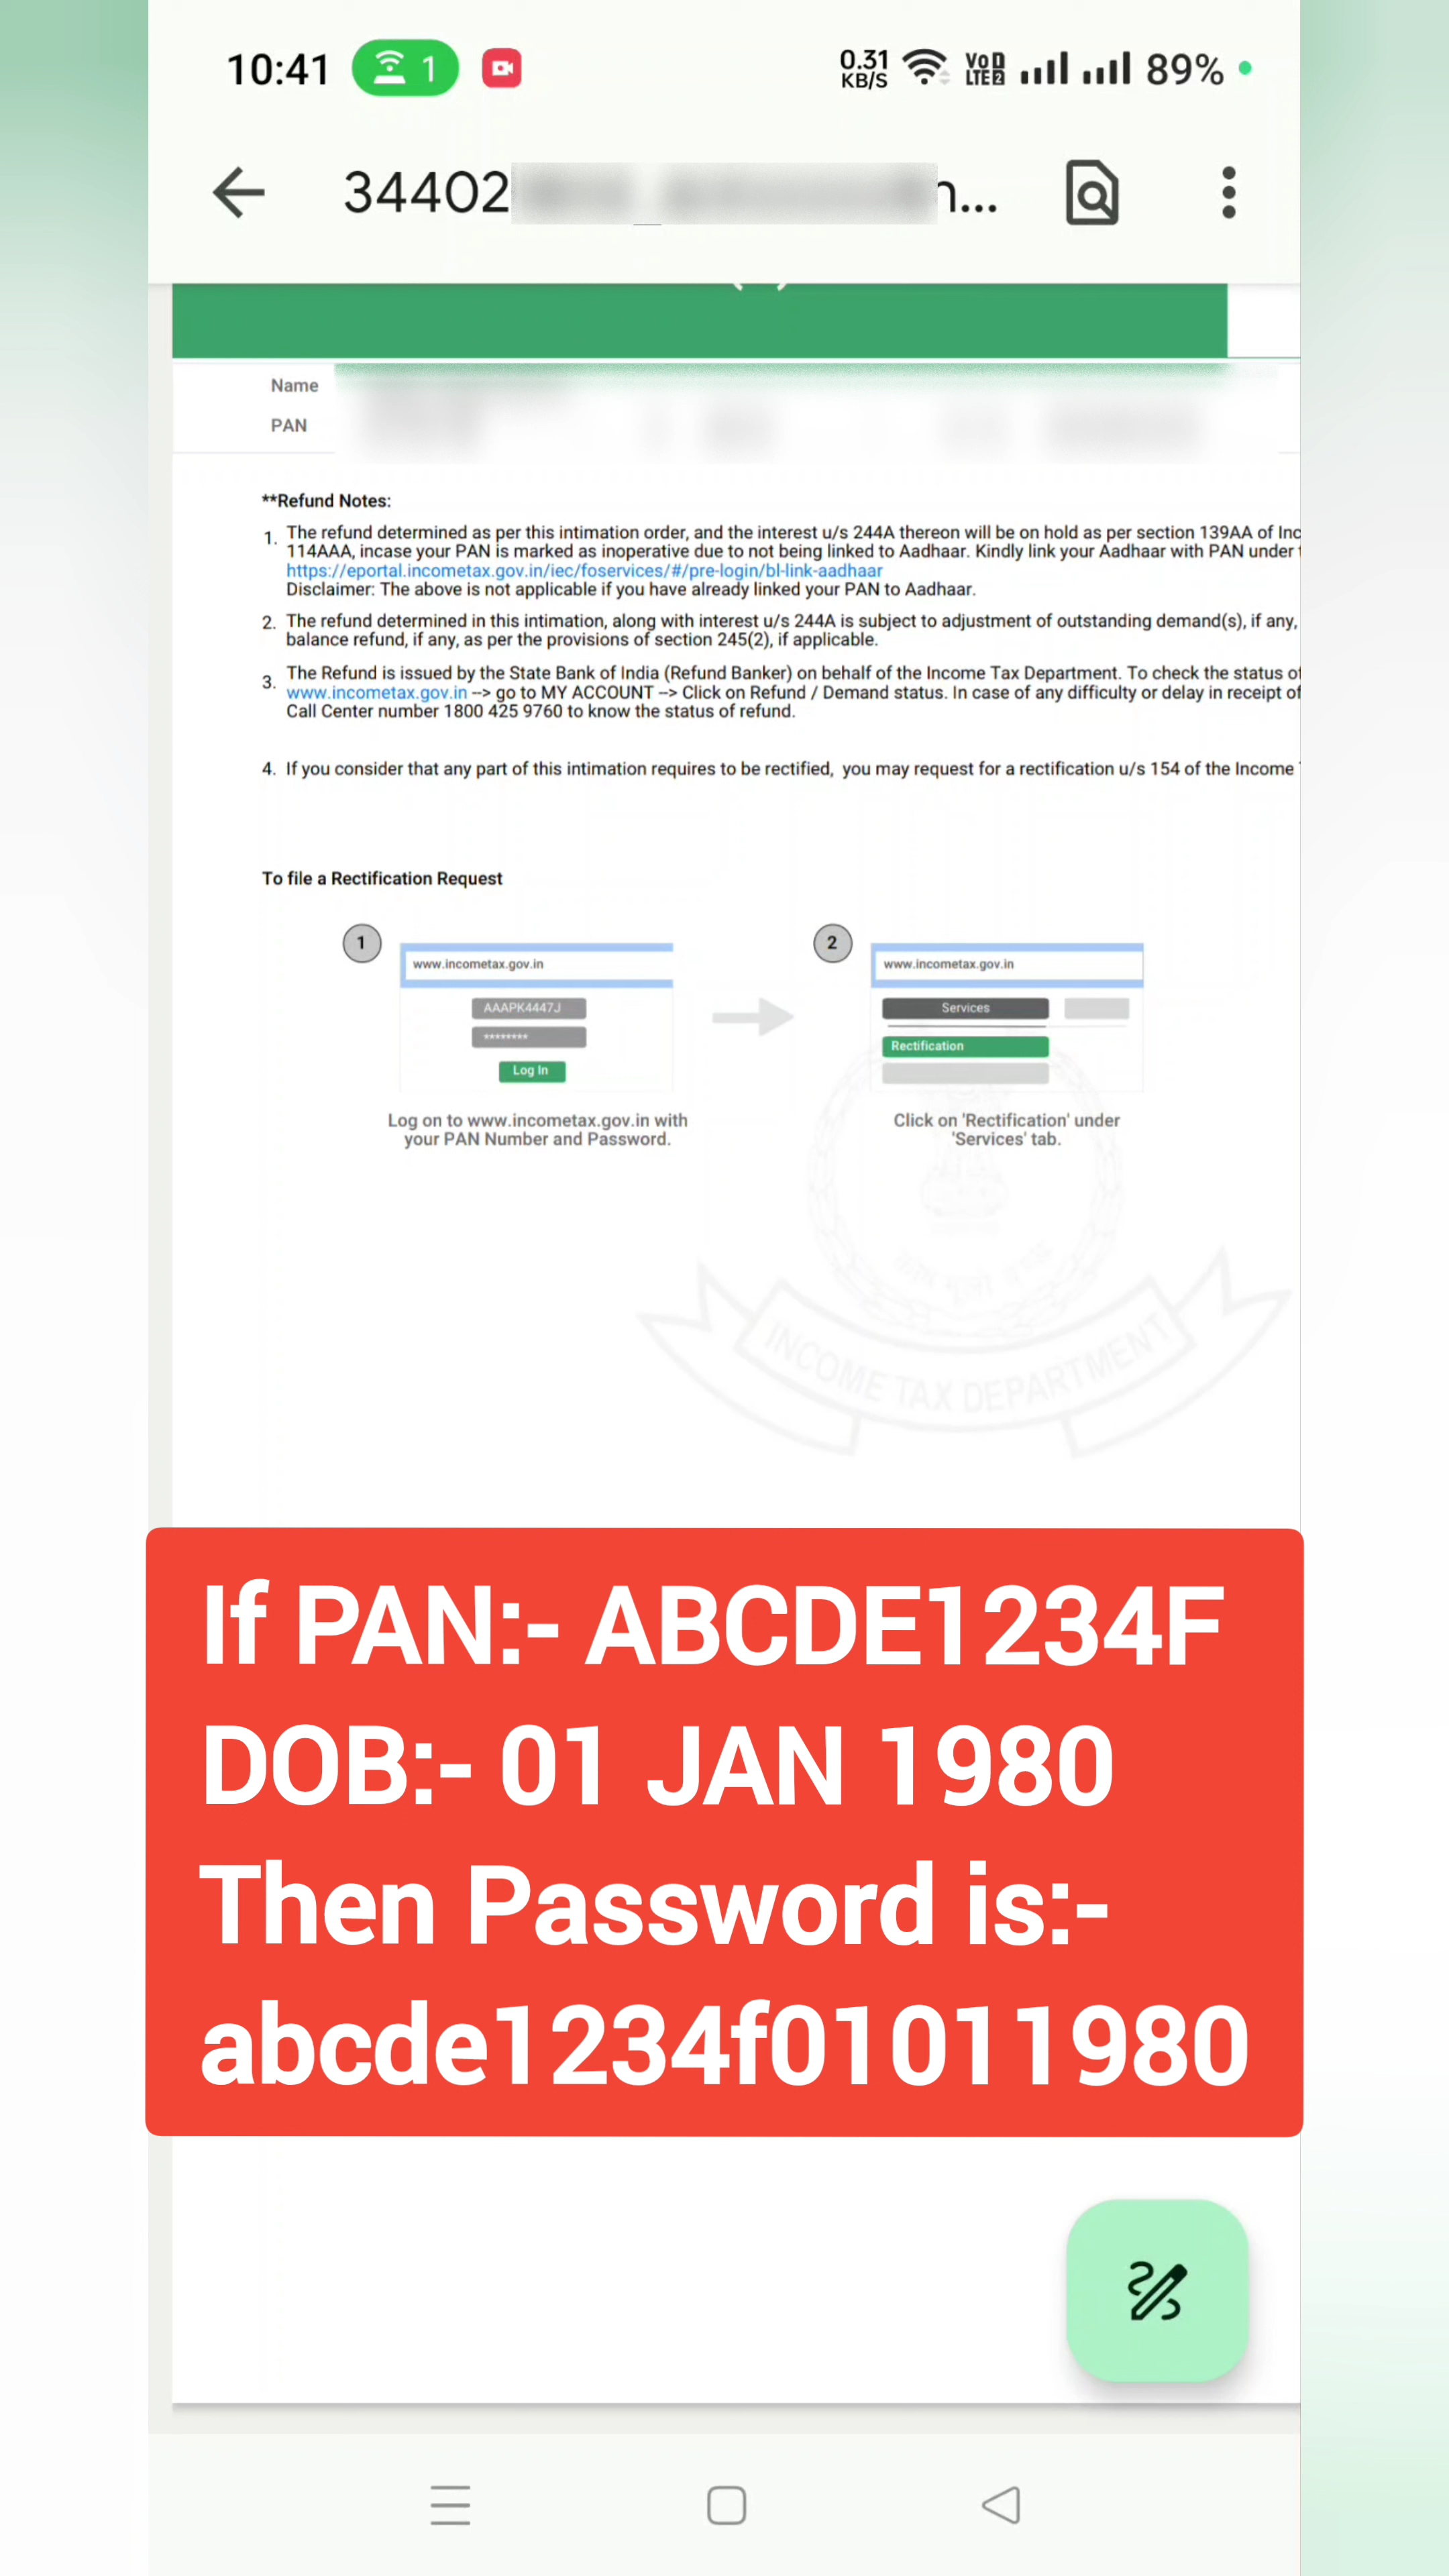 10:41 1 0.31 KB/S VoD LTE2 89%
34402 n...
Name
PAN
**Refund Notes:
1. The refund determined as per this intimation order, and the interest u/s 244A thereon will be on hold as per section 139AA of Inc
114AAA, incase your PAN is marked as inoperative due to not being linked to Aadhaar. Kindly link your Aadhaar with PAN under
https://eportal.incometax.gov.in/iec/foservices/#/pre-login/bl-link-aadhaar
Disclaimer: The above is not applicable if you have already linked your PAN to Aadhaar.
2. The refund determined in this intimation, along with interest u/s 244A is subject to adjustment of outstanding demand(s), if any,
balance refund, if any, as per the provisions of section 245(2), if applicable.
3. The Refund is issued by the State Bank of India (Refund Banker) on behalf of the Income Tax Department. To check the status of
www.incometax.gov.in --> go to MY ACCOUNT --> Click on Refund / Demand status. In case of any difficulty or delay in receipt of
Call Center number 1800 425 9760 to know the status of refund.
4. If you consider that any part of this intimation requires to be rectified, you may request for a rectification u/s 154 of the Income
To file a Rectification Request
1 2
www.incometax.gov.in www.incometax.gov.in
AAAPK4447J Services
********
Rectification
Log In
Log on to www.incometax.gov.in with
your PAN Number and Password.
Click on 'Rectification' under
'Services' tab.
INCOME TAX DEPARTMENT
If PAN:- ABCDE1234F
DOB:- 01 JAN 1980
Then Password is:-
abcde1234f01011980